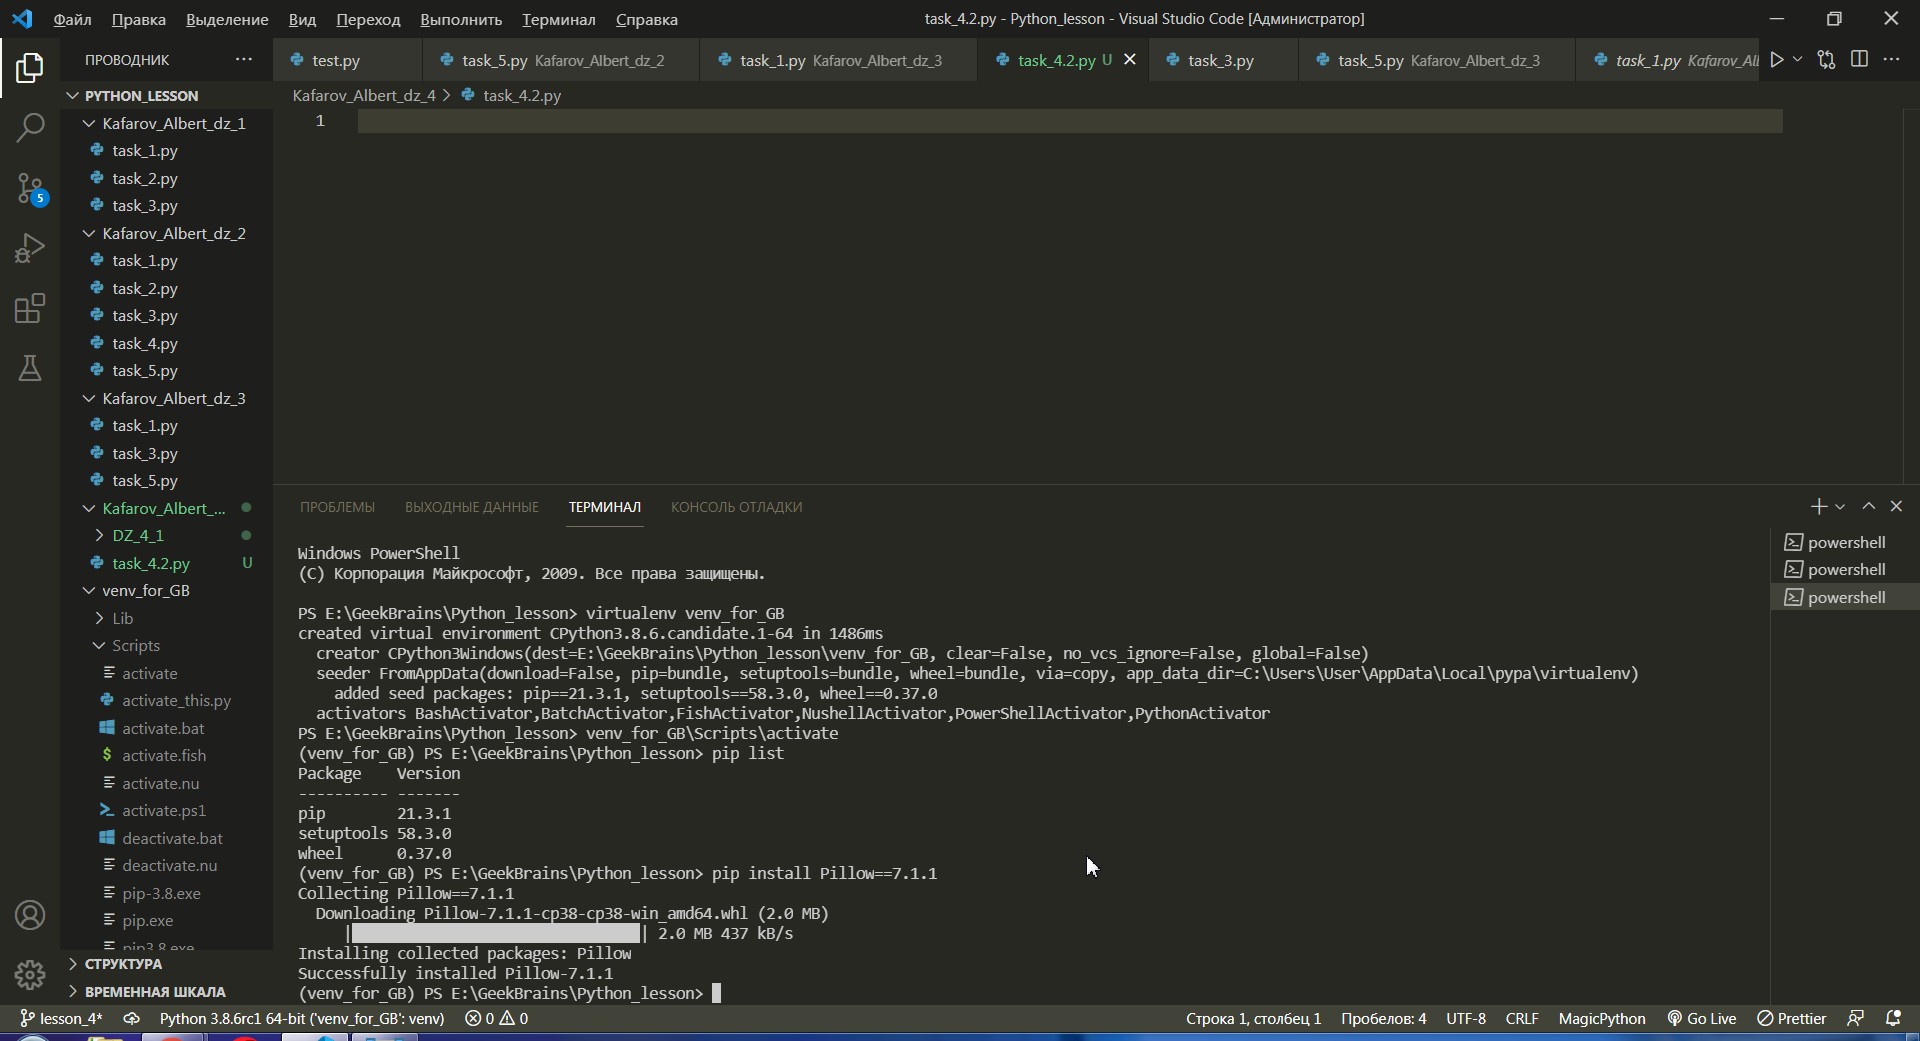 Файл Правка Выделение Вид Переход Выполнить Терминал Справка
task_4.2.py - Python_lesson - Visual Studio Code [Администратор]
ПРОВОДНИК ···
test.py
task_5.py Kafarov_Albert_dz_2
task_1.py Kafarov_Albert_dz_3
task_4.2.py U
task_3.py
task_5.py Kafarov_Albert_dz_3
task_1.py Kafarov_Al
PYTHON_LESSON
Kafarov_Albert_dz_1
task_1.py
task_2.py
task_3.py
Kafarov_Albert_dz_2
task_1.py
task_2.py
task_3.py
task_4.py
task_5.py
Kafarov_Albert_dz_3
task_1.py
task_3.py
task_5.py
Kafarov_Albert_...
DZ_4_1
task_4.2.py U
venv_for_GB
Lib
Scripts
activate
activate_this.py
activate.bat
activate.fish
activate.nu
activate.ps1
deactivate.bat
deactivate.nu
pip-3.8.exe
pip.exe
pip3.8.exe
СТРУКТУРА
ВРЕМЕННАЯ ШКАЛА
5
Kafarov_Albert_dz_4 > task_4.2.py
1
ПРОБЛЕМЫ ВЫХОДНЫЕ ДАННЫЕ ТЕРМИНАЛ КОНСОЛЬ ОТЛАДКИ
Windows PowerShell
(C) Корпорация Майкрософт, 2009. Все права защищены.
PS E:\GeekBrains\Python_lesson> virtualenv venv_for_GB
created virtual environment CPython3.8.6.candidate.1-64 in 1486ms
creator CPython3Windows(dest=E:\GeekBrains\Python_lesson\venv_for_GB, clear=False, no_vcs_ignore=False, global=False)
seeder FromAppData(download=False, pip=bundle, setuptools=bundle, wheel=bundle, via=copy, app_data_dir=C:\Users\User\AppData\Local\pypa\virtualenv)
added seed packages: pip==21.3.1, setuptools==58.3.0, wheel==0.37.0
activators BashActivator,BatchActivator,FishActivator,NushellActivator,PowerShellActivator,PythonActivator
PS E:\GeekBrains\Python_lesson> venv_for_GB\Scripts\activate
(venv_for_GB) PS E:\GeekBrains\Python_lesson> pip list
Package    Version
---------- -------
pip        21.3.1
setuptools 58.3.0
wheel      0.37.0
(venv_for_GB) PS E:\GeekBrains\Python_lesson> pip install Pillow==7.1.1
Collecting Pillow==7.1.1
Downloading Pillow-7.1.1-cp38-cp38-win_amd64.whl (2.0 MB)
| | 2.0 MB 437 kB/s
Installing collected packages: Pillow
Successfully installed Pillow-7.1.1
(venv_for_GB) PS E:\GeekBrains\Python_lesson>
powershell
powershell
powershell
lesson_4* Python 3.8.6rc1 64-bit ('venv_for_GB': venv) 0 0
Строка 1, столбец 1 Пробелов: 4 UTF-8 CRLF MagicPython Go Live Prettier